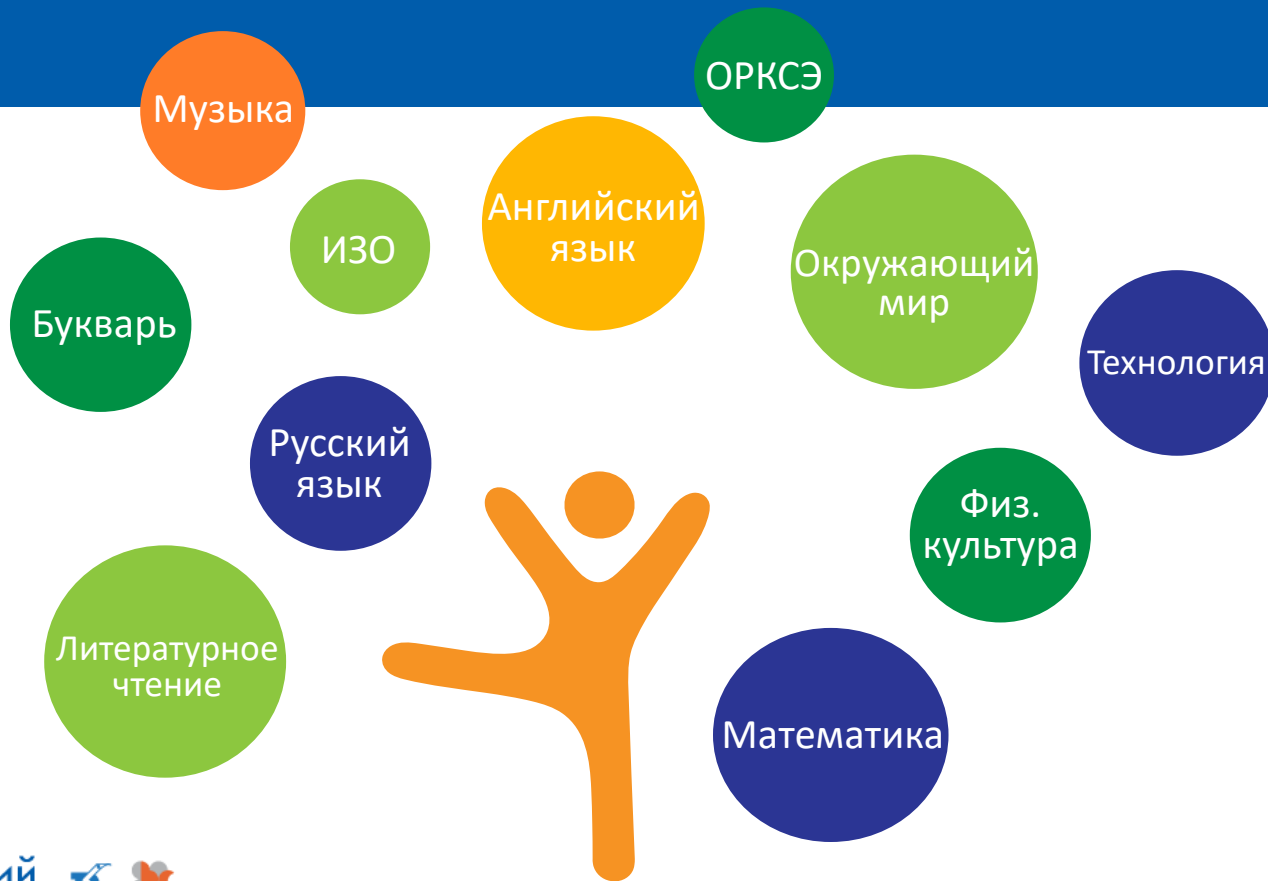 ОРКСЭ
Музыка
Английский
язык
ИЗО
Окружающий
мир
Букварь
Технология
Русский
язык
Физ.
культура
Литературное
чтение
Математика